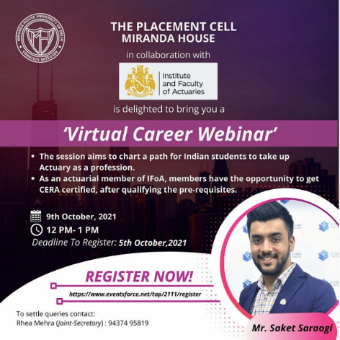 THE PLACEMENT CELL
MIRANDA HOUSE
in collaboration with
Institute
and Faculty
of Actuaries
is delighted to bring you a
‘Virtual Career Webinar’
• The session aims to chart a path for Indian students to take up
Actuary as a profession.
• As an actuarial member of IFoA, members have the opportunity to get
CERA certified, after qualifying the pre-requisites.
9th October, 2021
12 PM- 1 PM
Deadline To Register: 5th October,2021
REGISTER NOW!
https://www.eventsforce.net/tap/2111/register
To settle queries contact:
Rhea Mehra (Joint-Secretary) : 94374 95819
Mr. Saket Saraogi